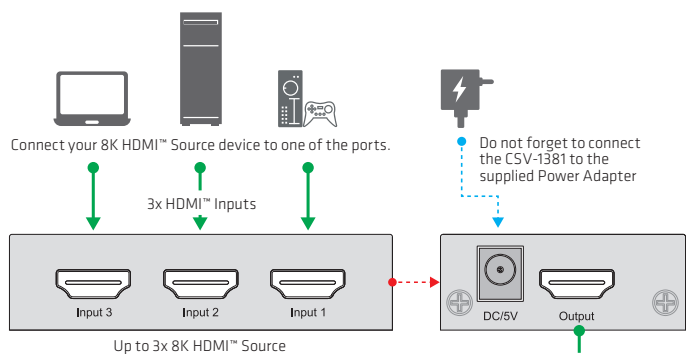 Connect your 8K HDMI™ Source device to one of the ports.
Do not forget to connect
the CSV-1381 to the
supplied Power Adapter
3x HDMI™ Inputs
Input 3
Input 2
Input 1
DC/5V
Output
Up to 3x 8K HDMI™ Source